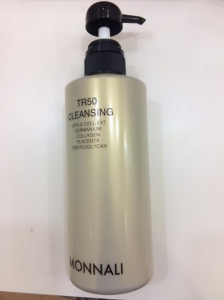 TR50
CLEANSING
APPLE CELL EXT
GERMANIUM
COLLAGEN
PLACENTA
PROTEOGLYCAN
MONNALI